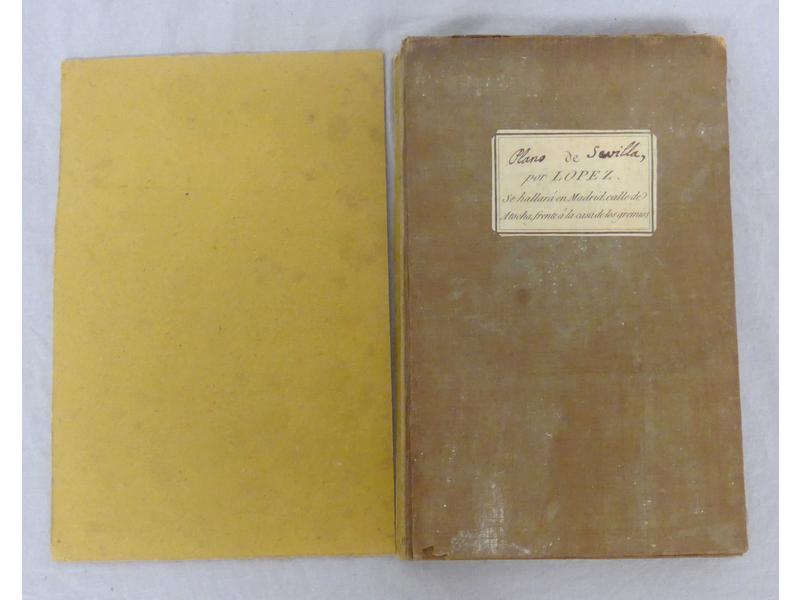 Plano de Sevilla,
por LOPEZ.
Se hallará en Madrid, calle de
Atocha, frente á la casa de los gremios